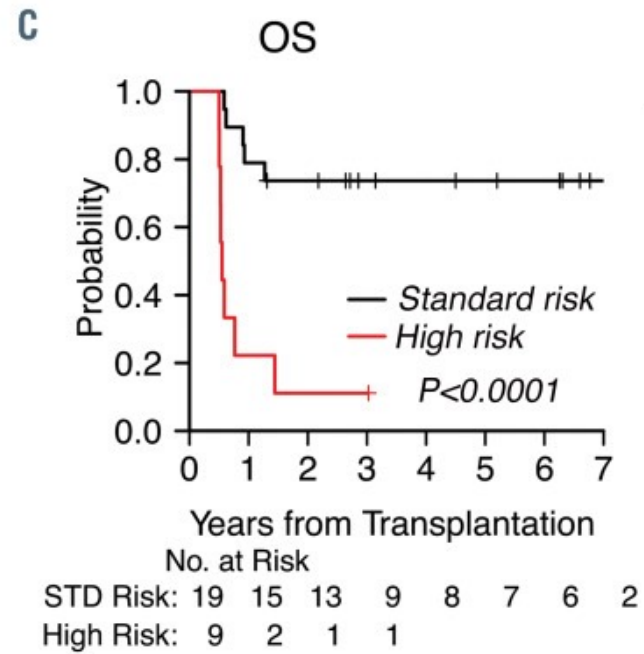 C
OS
1.0
0.8
0.6
0.4
0.2
0.0
Probability
Standard risk
High risk
P<0.0001
0 1 2 3 4 5 6 7
Years from Transplantation
No. at Risk
STD Risk: 19 15 13 9 8 7 6 2
High Risk: 9 2 1 1